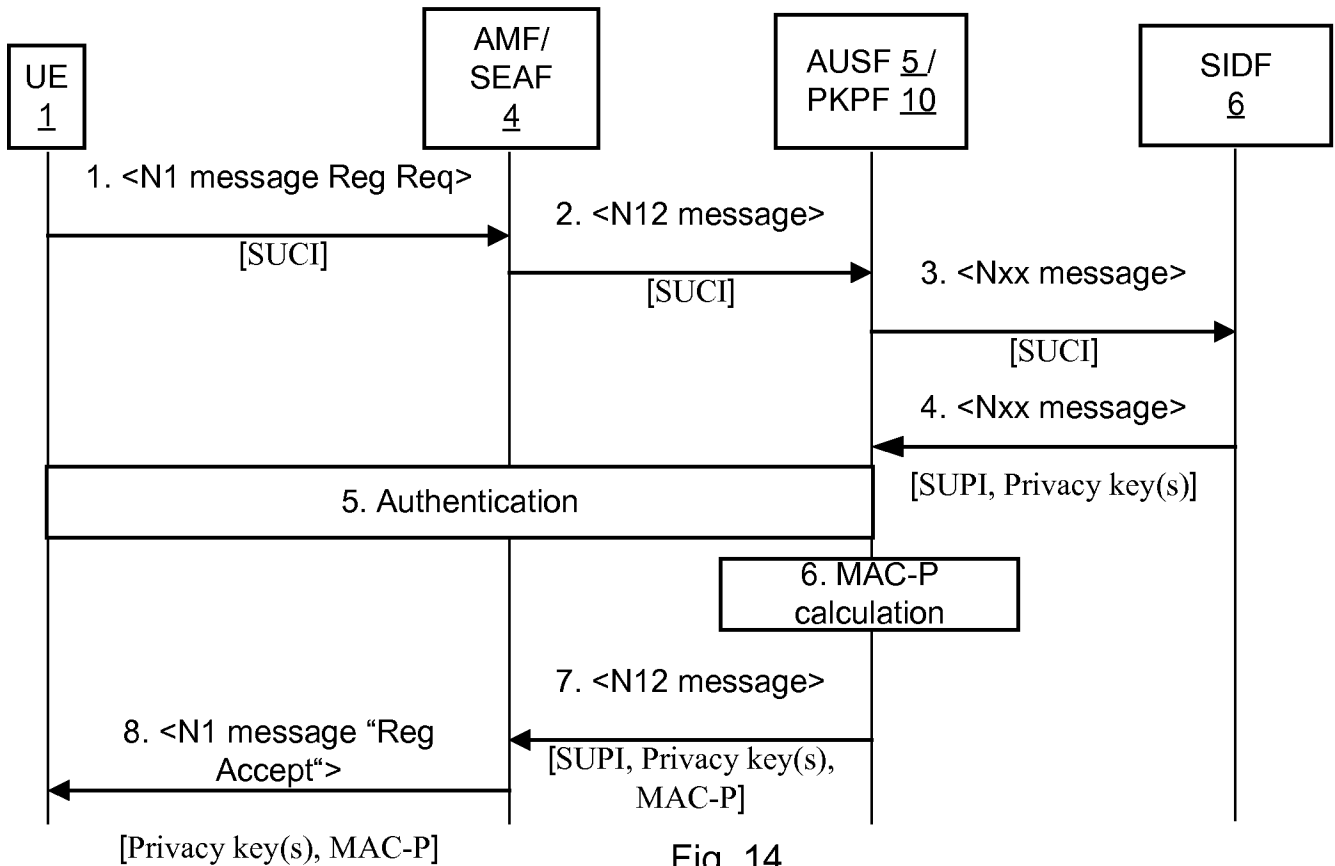 UE
1
AMF/
SEAF
4
AUSF 5 /
PKPF 10
SIDF
6
1. <N1 message Reg Req>
[SUCI]
2. <N12 message>
[SUCI]
3. <Nxx message>
[SUCI]
4. <Nxx message>
[SUPI, Privacy key(s)]
5. Authentication
6. MAC-P
calculation
7. <N12 message>
[SUPI, Privacy key(s),
MAC-P]
8. <N1 message “Reg
Accept“>
[Privacy key(s), MAC-P]
Fig. 14